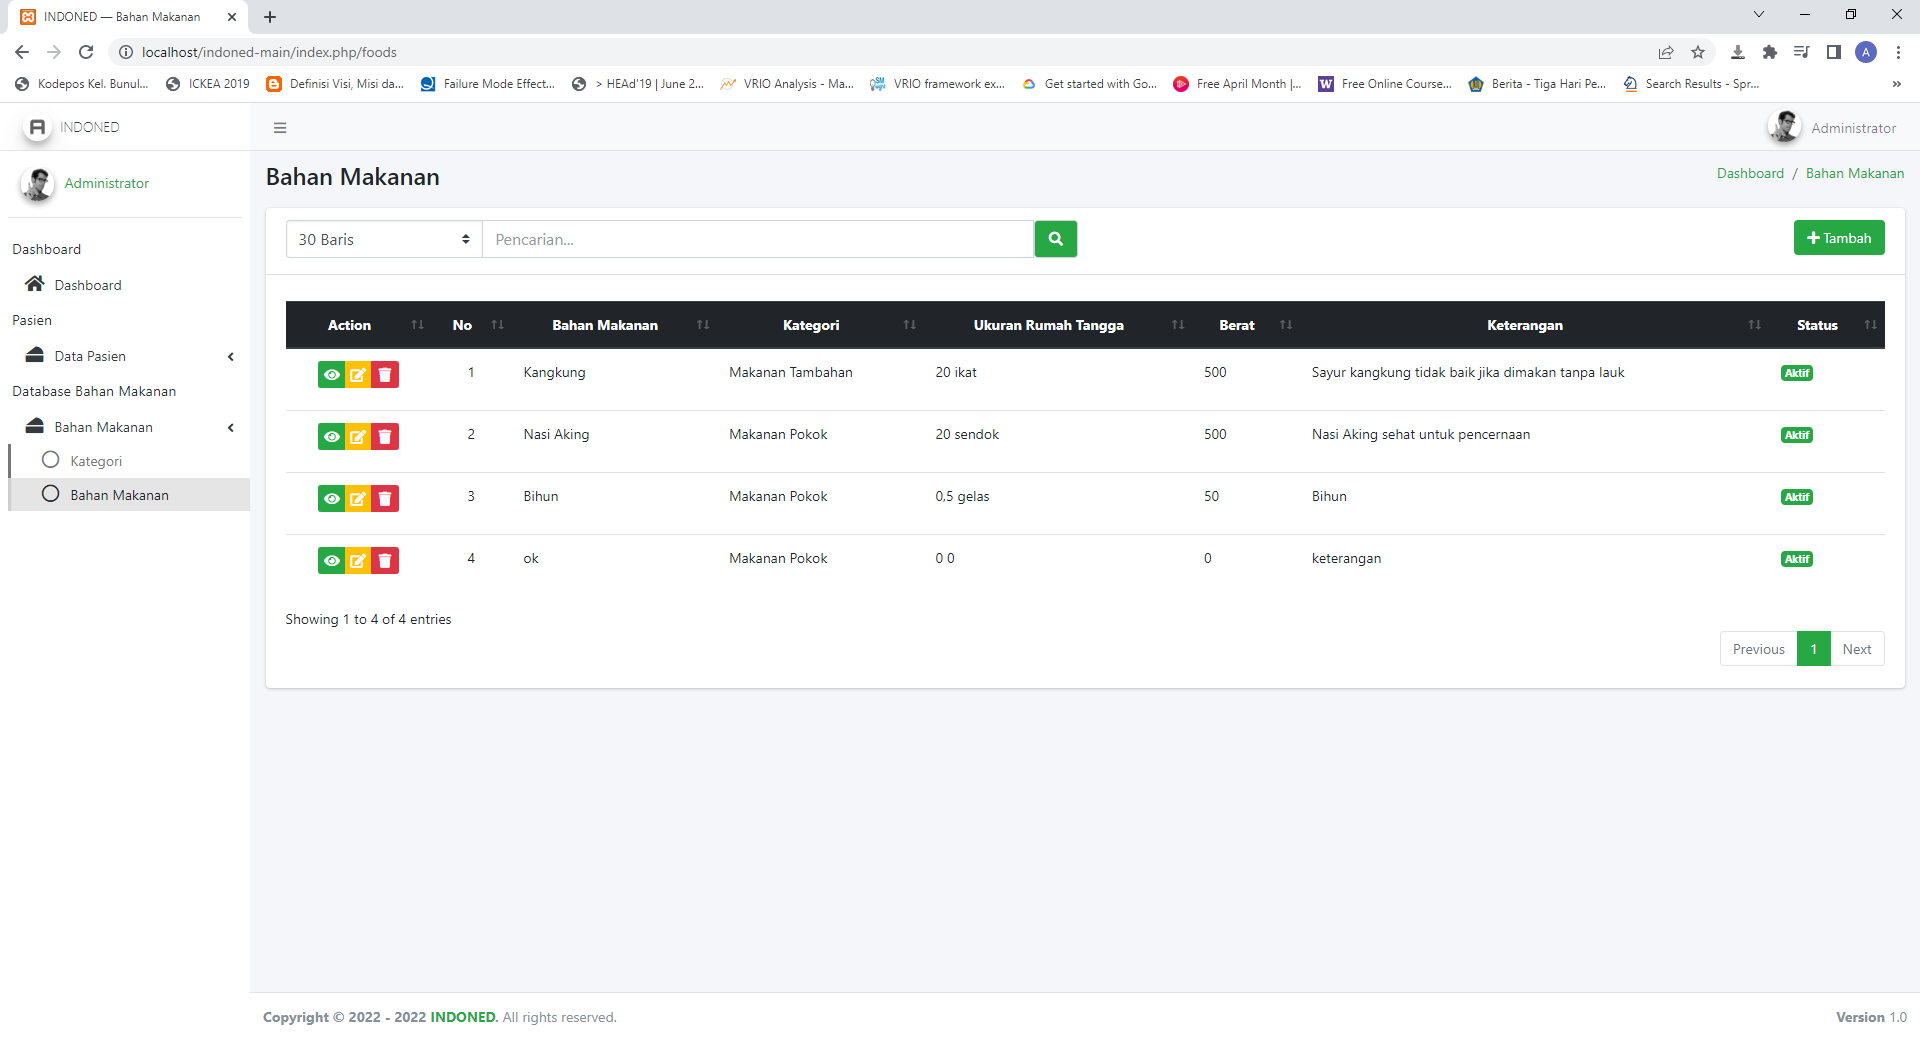 INDONED — Bahan Makanan
localhost/indoned-main/index.php/foods
A
Kodepos Kel. Bunul...
ICKEA 2019
Definisi Visi, Misi da...
Failure Mode Effect...
> HEAd'19 | June 2...
VRIO Analysis - Ma...
VRIO framework ex...
Get started with Go...
Free April Month |...
Free Online Course...
Berita - Tiga Hari Pe...
Search Results - Spr...
»
INDONED
Administrator
Administrator
Bahan Makanan
Dashboard / Bahan Makanan
Dashboard
Dashboard
Pasien
Data Pasien
Database Bahan Makanan
Bahan Makanan
Kategori
Bahan Makanan
30 Baris
Pencarian...
Tambah
Action No Bahan Makanan Kategori Ukuran Rumah Tangga Berat Keterangan Status
1 Kangkung Makanan Tambahan 20 ikat 500 Sayur kangkung tidak baik jika dimakan tanpa lauk Aktif
2 Nasi Aking Makanan Pokok 20 sendok 500 Nasi Aking sehat untuk pencernaan Aktif
3 Bihun Makanan Pokok 0,5 gelas 50 Bihun Aktif
4 ok Makanan Pokok 0 0 0 keterangan Aktif
Showing 1 to 4 of 4 entries
Previous 1 Next
Copyright © 2022 - 2022 INDONED. All rights reserved.
Version 1.0